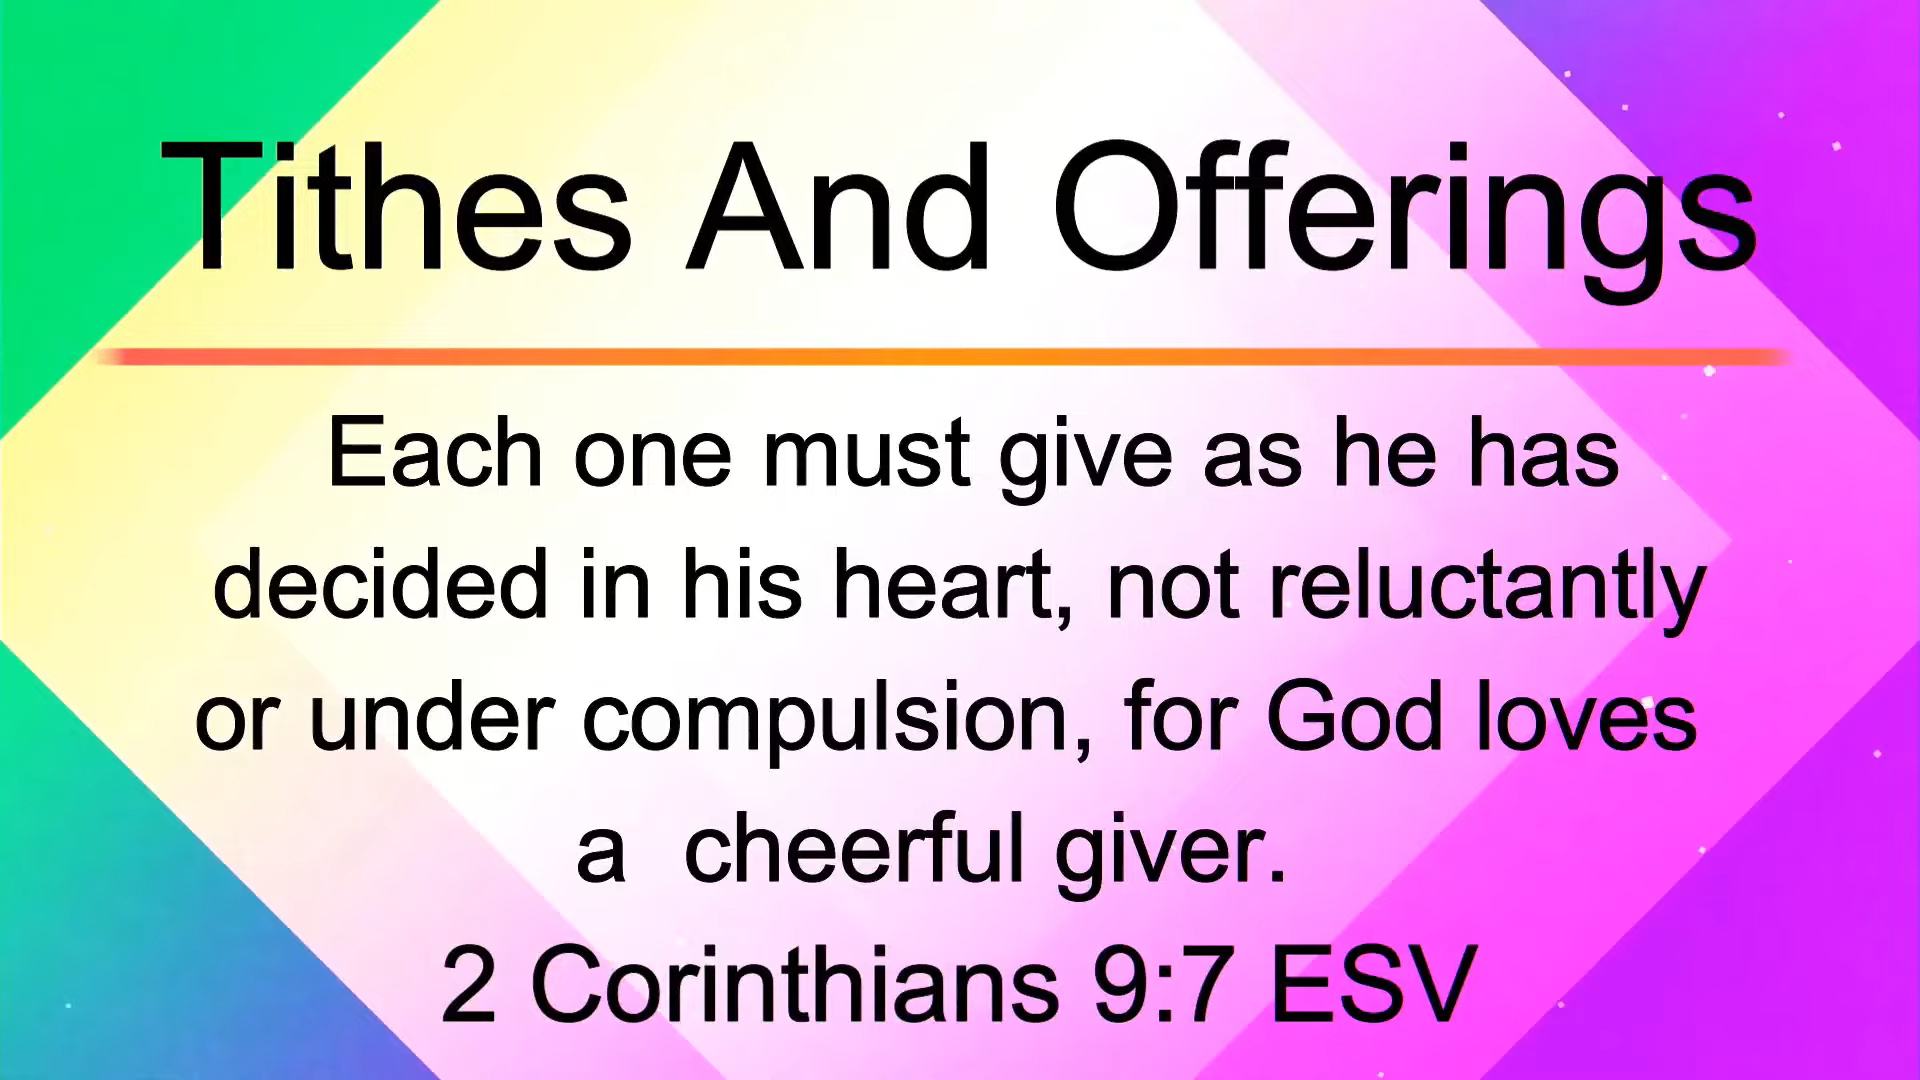 Tithes And Offerings
Each one must give as he has
decided in his heart, not reluctantly
or under compulsion, for God loves
a  cheerful giver.
2 Corinthians 9:7 ESV